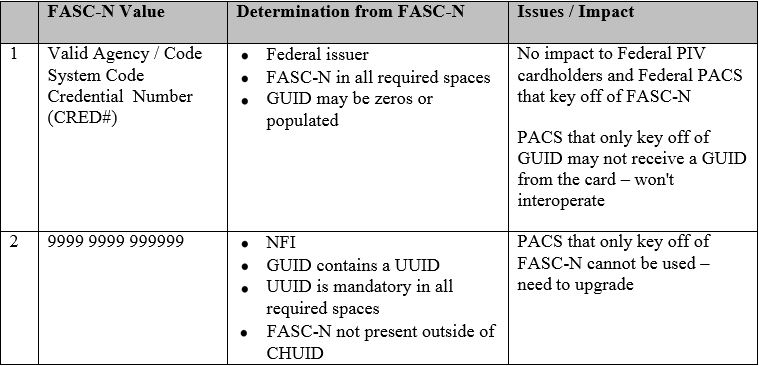 FASC-N Value
Determination from FASC-N
Issues / Impact
1
Valid Agency / Code
System Code
Credential Number
(CRED#)
• Federal issuer
• FASC-N in all required spaces
• GUID may be zeros or
populated
No impact to Federal PIV
cardholders and Federal PACS
that key off of FASC-N
PACS that only key off of
GUID may not receive a GUID
from the card – won't
interoperate
2
9999 9999 999999
• NFI
• GUID contains a UUID
• UUID is mandatory in all
required spaces
• FASC-N not present outside of
CHUID
PACS that only key off of
FASC-N cannot be used –
need to upgrade